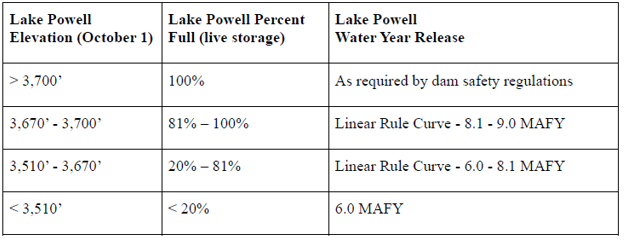 Lake Powell Elevation (October 1) | Lake Powell Percent Full (live storage) | Lake Powell Water Year Release
> 3,700’ | 100% | As required by dam safety regulations
3,670’ - 3,700’ | 81% – 100% | Linear Rule Curve - 8.1 - 9.0 MAFY
3,510’ - 3,670’ | 20% – 81% | Linear Rule Curve - 6.0 - 8.1 MAFY
< 3,510’ | < 20% | 6.0 MAFY